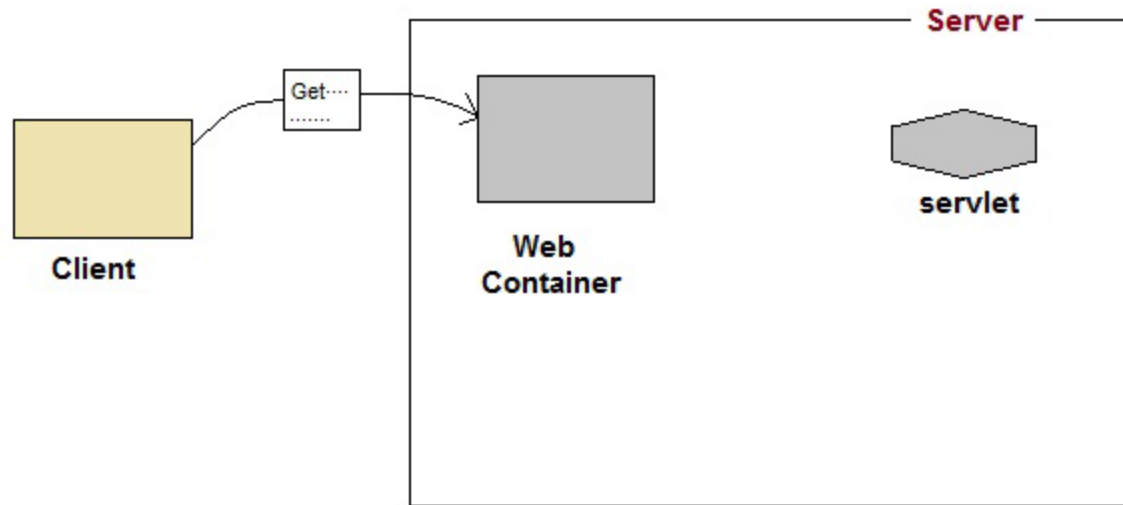 Server
Get....
.......
servlet
Client
Web
Container